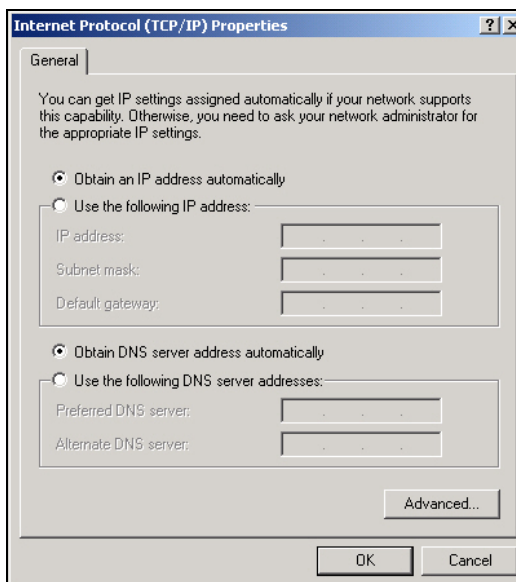 Internet Protocol (TCP/IP) Properties
General
You can get IP settings assigned automatically if your network supports
this capability. Otherwise, you need to ask your network administrator for
the appropriate IP settings.
Obtain an IP address automatically
Use the following IP address:
IP address:
Subnet mask:
Default gateway:
Obtain DNS server address automatically
Use the following DNS server addresses:
Preferred DNS server:
Alternate DNS server:
Advanced...
OK
Cancel